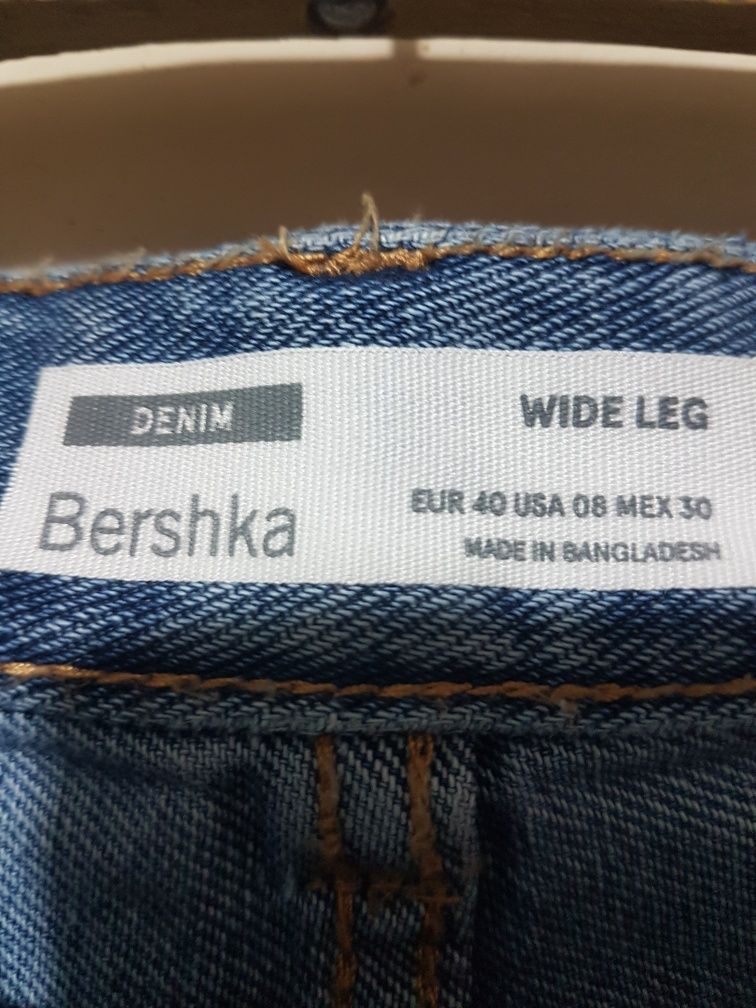 DENIM
WIDE LEG
Bershka
EUR 40 USA 08 MEX 30
MADE IN BANGLADESH